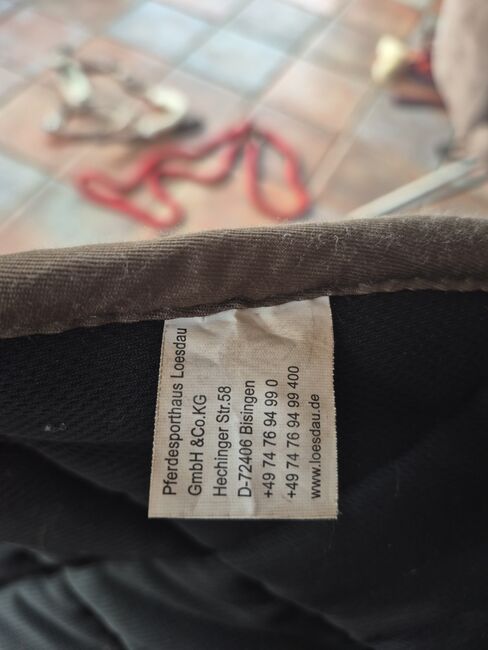 Pferdesporthaus Loesdau
GmbH &Co.KG
Hechinger Str.58
D-72406 Bisingen
+49 74 76 94 99 0
+49 74 76 94 99 400
www.loesdau.de